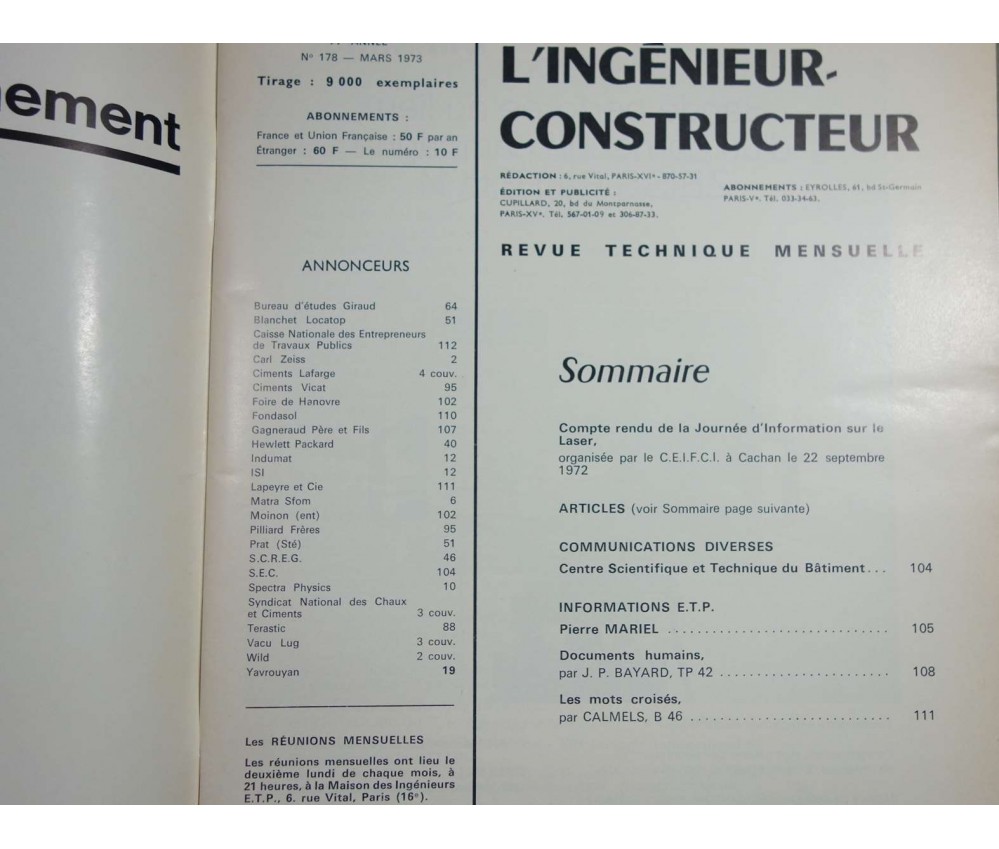 nement
N° 178 — MARS 1973
Tirage : 9 000 exemplaires
ABONNEMENTS :
France et Union Française : 50 F par an
Étranger : 60 F — Le numéro : 10 F
ANNONCEURS
Bureau d'études Giraud 64
Blanchet Locatop 51
Caisse Nationale des Entrepreneurs
de Travaux Publics 112
Carl Zeiss 2
Ciments Lafarge 4 couv.
Ciments Vicat 95
Foire de Hanovre 102
Fondasol 110
Gagneraud Père et Fils 107
Hewlett Packard 40
Indumat 12
ISI 12
Lapeyre et Cie 111
Matra Sfom 6
Moinon (ent) 102
Pilliard Frères 95
Prat (Sté) 51
S.C.R.E.G. 46
S.E.C. 104
Spectra Physics 10
Syndicat National des Chaux
et Ciments 3 couv.
Terastic 88
Vacu Lug 3 couv.
Wild 2 couv.
Yavrouyan 19
Les RÉUNIONS MENSUELLES
Les réunions mensuelles ont lieu le
deuxième lundi de chaque mois, à
21 heures, à la Maison des Ingénieurs
E.T.P., 6. rue Vital, Paris (16e).
L'INGÉNIEUR-
CONSTRUCTEUR
RÉDACTION : 6, rue Vital, PARIS-XVIe - 870-57-31
ÉDITION ET PUBLICITÉ :
CUPILLARD, 20, bd du Montparnasse,
PARIS-XVe. Tél. 567-01-09 et 306-87-33.
ABONNEMENTS : EYROLLES, 61, bd St-Germain
PARIS-Ve. Tél. 033-34-63.
REVUE TECHNIQUE MENSUELLE
Sommaire
Compte rendu de la Journée d'Information sur le
Laser,
organisée par le C.E.I.F.C.I. à Cachan le 22 septembre
1972
ARTICLES (voir Sommaire page suivante)
COMMUNICATIONS DIVERSES
Centre Scientifique et Technique du Bâtiment... 104
INFORMATIONS E.T.P.
Pierre MARIEL .............................. 105
Documents humains,
par J. P. BAYARD, TP 42 ....................... 108
Les mots croisés,
par CALMELS, B 46 ........................... 111